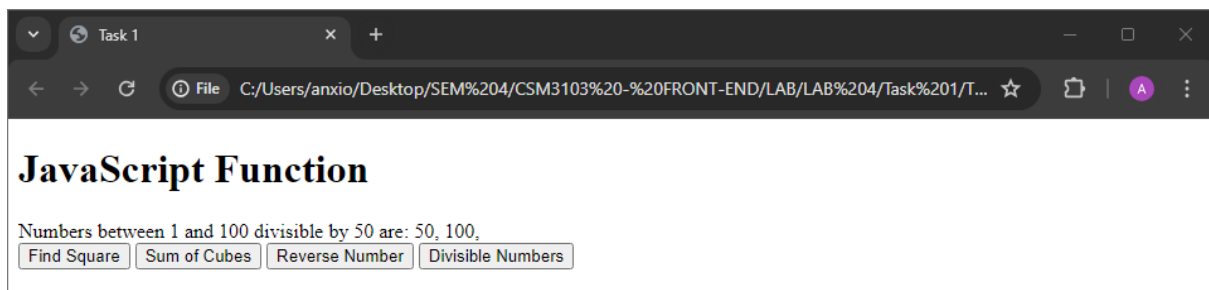 Task 1
File C:/Users/anxio/Desktop/SEM%204/CSM3103%20-%20FRONT-END/LAB/LAB%204/Task%201/T...
A
JavaScript Function
Numbers between 1 and 100 divisible by 50 are: 50, 100,
Find Square Sum of Cubes Reverse Number Divisible Numbers